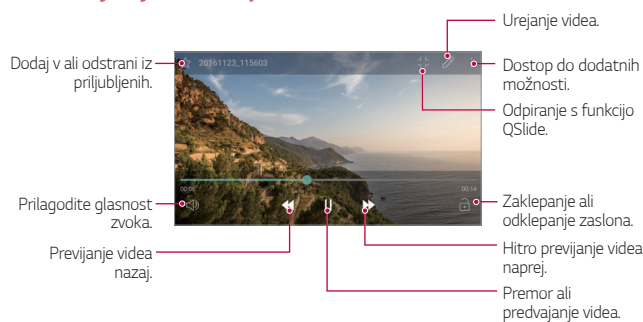 Urejanje videa.
Dodaj v ali odstrani iz
priljubljenih.
20161123_115603
Dostop do dodatnih
možnosti.
Odpiranje s funkcijo
QSlide.
00:06
00:14
Prilagodite glasnost
zvoka.
Zaklepanje ali
odklepanje zaslona.
Previjanje videa
nazaj.
Hitro previjanje videa
naprej.
Premor ali
predvajanje videa.